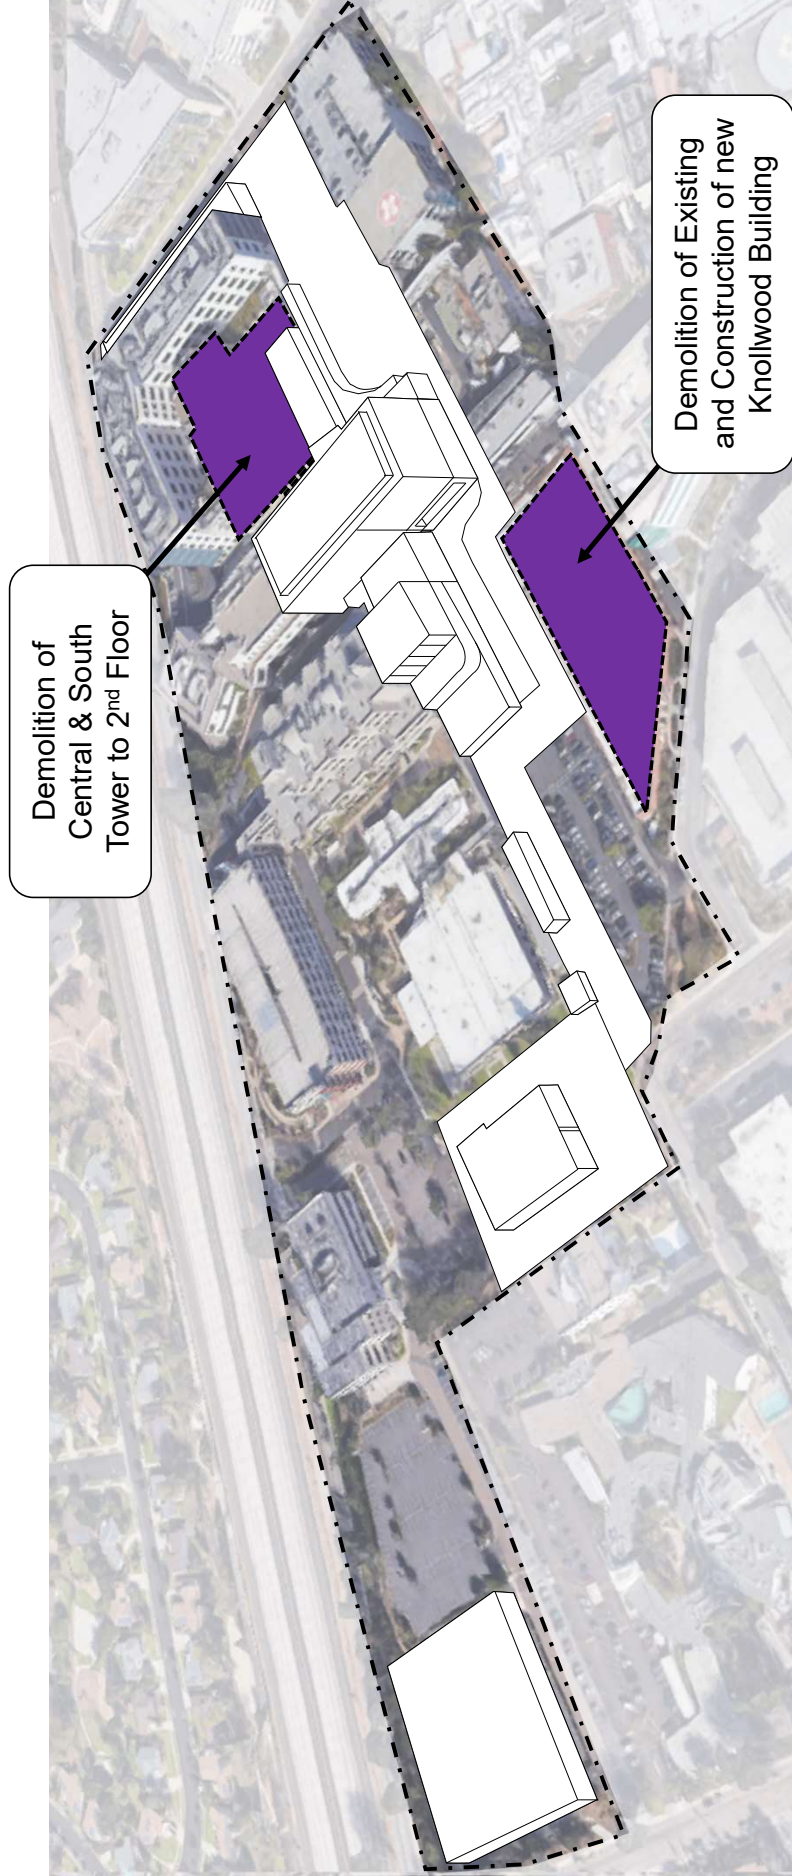 Demolition of
Central & South
Tower to 2nd Floor
Demolition of Existing
and Construction of new
Knollwood Building